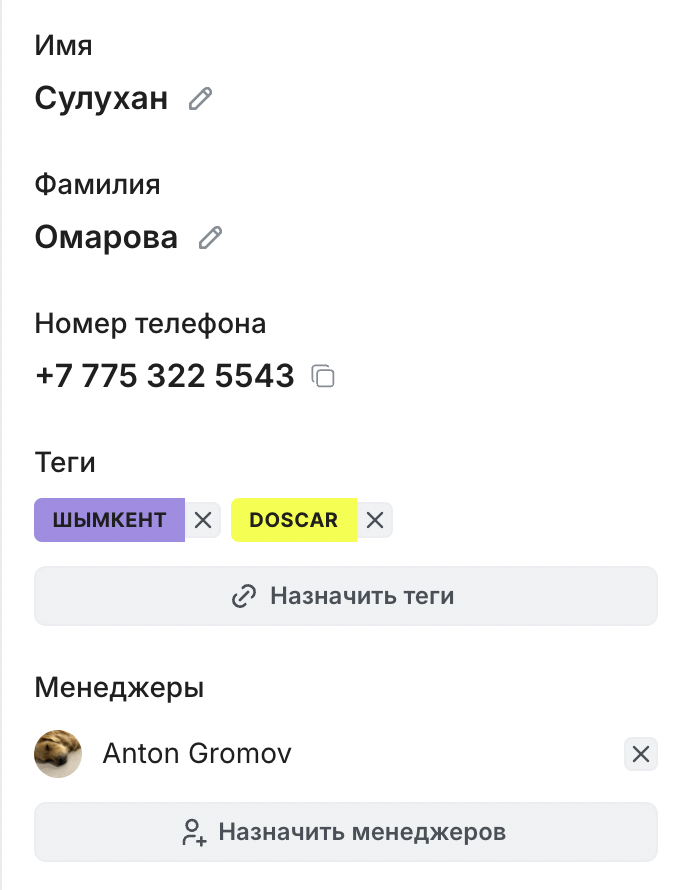 Имя
Сулухан
Фамилия
Омарова
Номер телефона
+7 775 322 5543
Теги
ШЫМКЕНТ DOSCAR
Назначить теги
Менеджеры
Anton Gromov
Назначить менеджеров